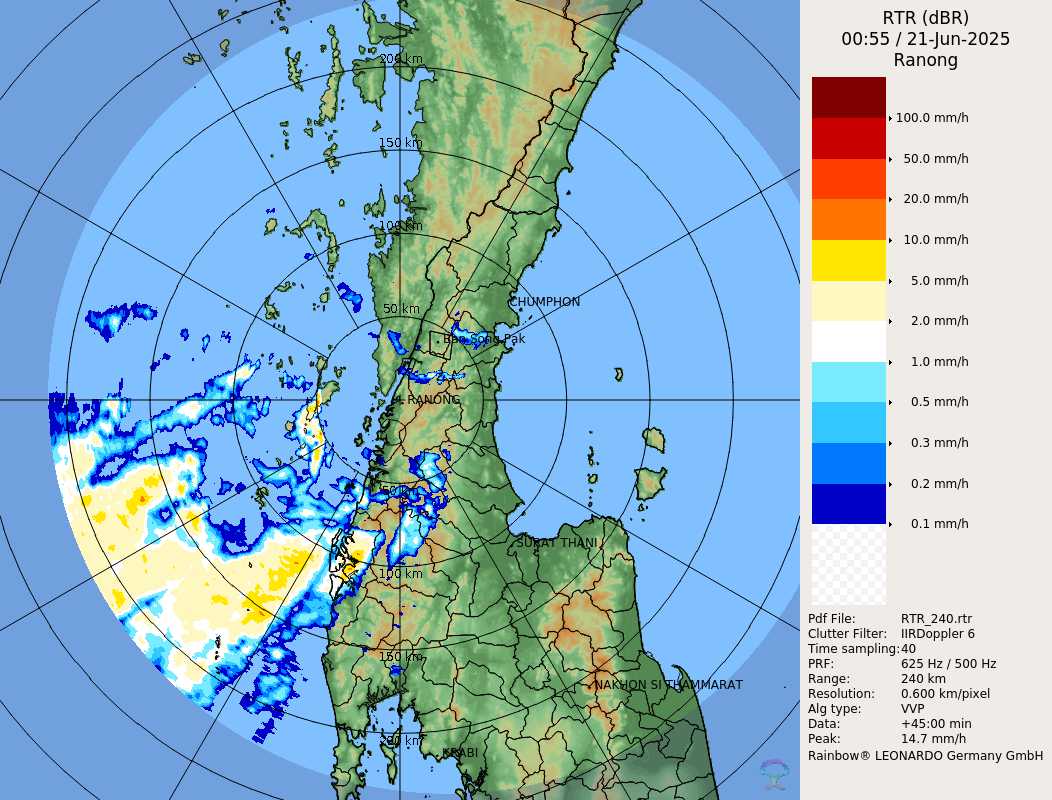 RTR (dBR)
00:55 / 21-Jun-2025
Ranong
100.0 mm/h
50.0 mm/h
20.0 mm/h
10.0 mm/h
5.0 mm/h
2.0 mm/h
1.0 mm/h
0.5 mm/h
0.3 mm/h
0.2 mm/h
0.1 mm/h
Pdf File: RTR_240.rtr
Clutter Filter: IIRDoppler 6
Time sampling:40
PRF: 625 Hz / 500 Hz
Range: 240 km
Resolution: 0.600 km/pixel
Alg type: VVP
Data: +45:00 min
Peak: 14.7 mm/h
Rainbow® LEONARDO Germany GmbH
200 km
150 km
100 km
50 km
CHUMPHON
Ban Song Pak
RANONG
50 km
SURAT THANI
100 km
150 km
NAKHON SI THAMMARAT
200 km
KRABI